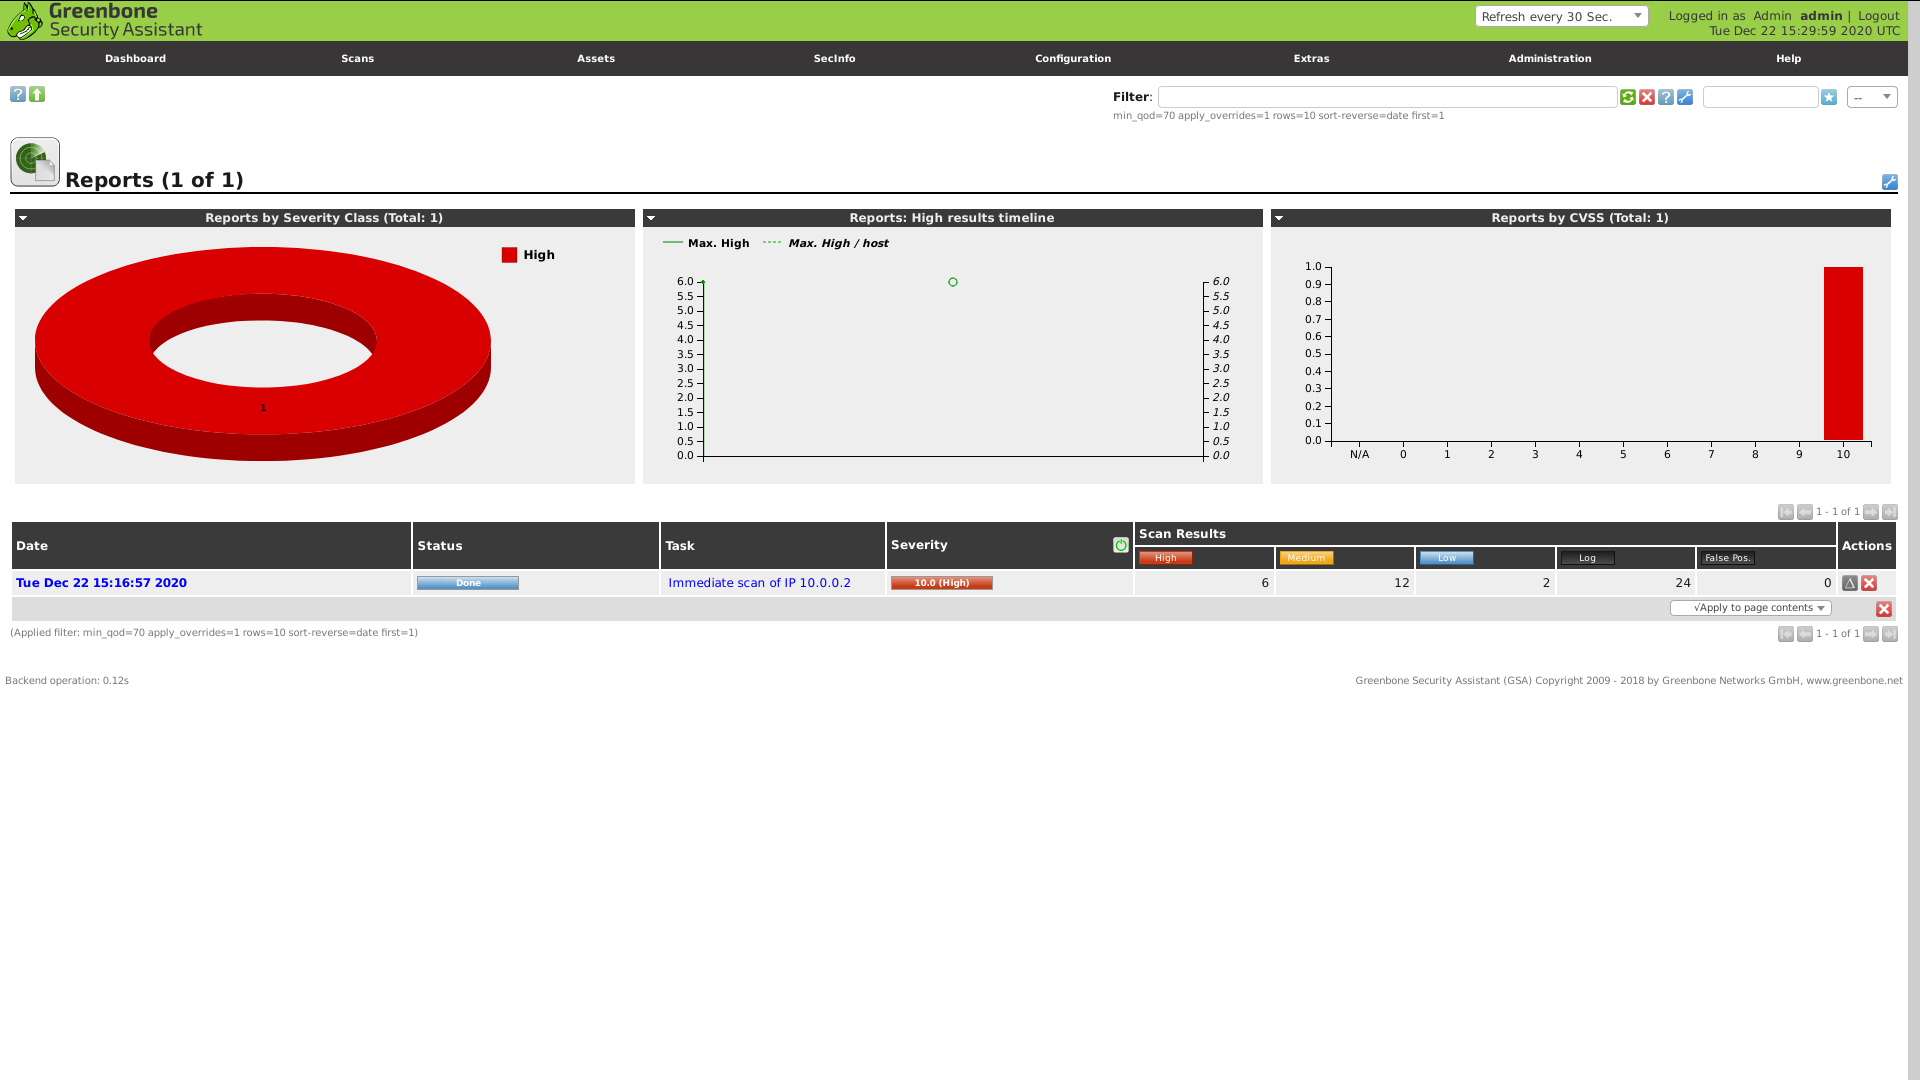 Greenbone
Security Assistant
Refresh every 30 Sec.
Logged in as Admin admin | Logout
Tue Dec 22 15:29:59 2020 UTC
Dashboard Scans Assets SecInfo Configuration Extras Administration Help
Filter:
--
min_qod=70 apply_overrides=1 rows=10 sort-reverse=date first=1
Reports (1 of 1)
Reports by Severity Class (Total: 1)
High
1
Reports: High results timeline
Max. High Max. High / host
6.0 6.0
5.5 5.5
5.0 5.0
4.5 4.5
4.0 4.0
3.5 3.5
3.0 3.0
2.5 2.5
2.0 2.0
1.5 1.5
1.0 1.0
0.5 0.5
0.0 0.0
Reports by CVSS (Total: 1)
1.0
0.9
0.8
0.7
0.6
0.5
0.4
0.3
0.2
0.1
0.0
N/A 0 1 2 3 4 5 6 7 8 9 10
1 - 1 of 1
Date Status Task Severity Scan Results Actions
High Medium Low Log False Pos.
Tue Dec 22 15:16:57 2020 Done Immediate scan of IP 10.0.0.2 10.0 (High) 6 12 2 24 0
√Apply to page contents
(Applied filter: min_qod=70 apply_overrides=1 rows=10 sort-reverse=date first=1)
1 - 1 of 1
Backend operation: 0.12s
Greenbone Security Assistant (GSA) Copyright 2009 - 2018 by Greenbone Networks GmbH, www.greenbone.net